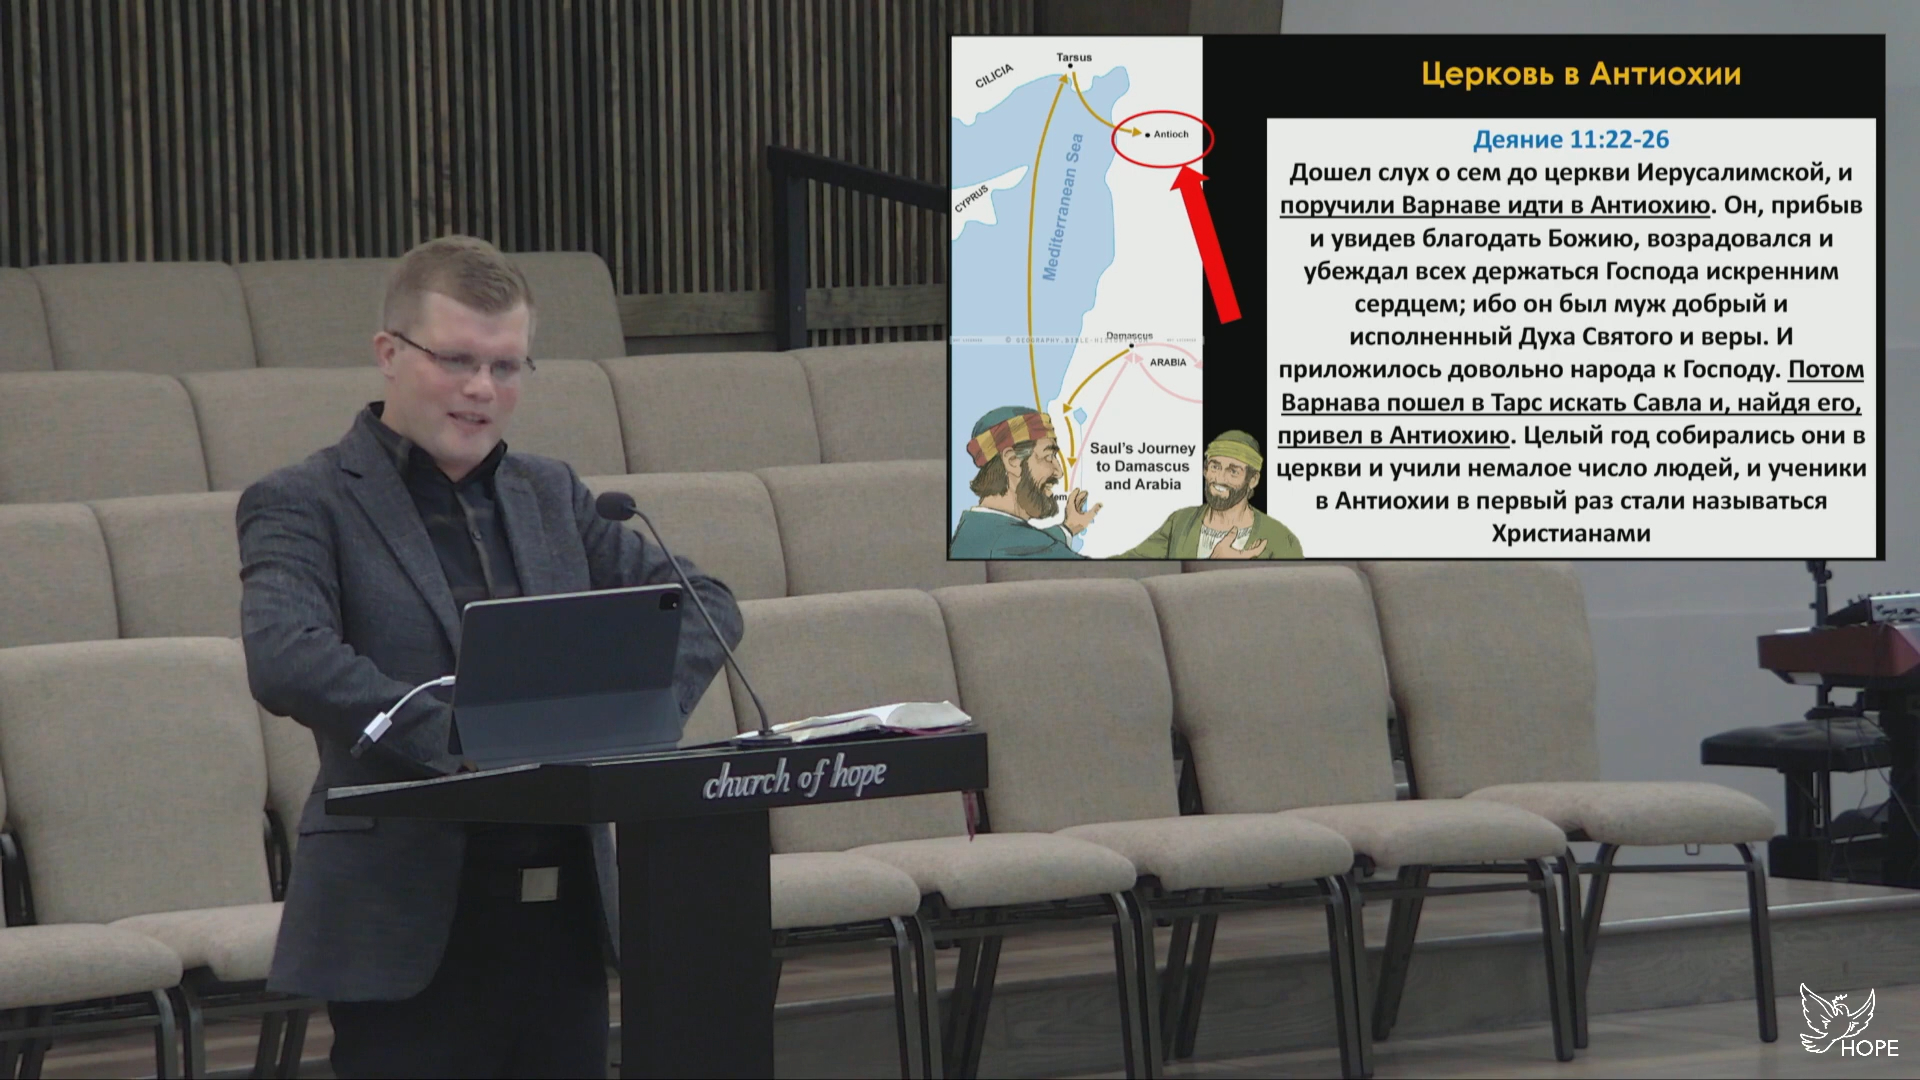 Церковь в Антиохии
Tarsus
CILICIA
Antioch
Mediterranean Sea
CYPRUS
Damascus
ARABIA
Saul's Journey
to Damascus
and Arabia
Деяние 11:22-26
Дошел слух о сем до церкви Иерусалимской, и
поручили Варнаве идти в Антиохию. Он, прибыв
и увидев благодать Божию, возрадовался и
убеждал всех держаться Господа искренним
сердцем; ибо он был муж добрый и
исполненный Духа Святого и веры. И
приложилось довольно народа к Господу. Потом
Варнава пошел в Тарс искать Савла и, найдя его,
привел в Антиохию. Целый год собирались они в
церкви и учили немалое число людей, и ученики
в Антиохии в первый раз стали называться
Христианами
church of hope
HOPE